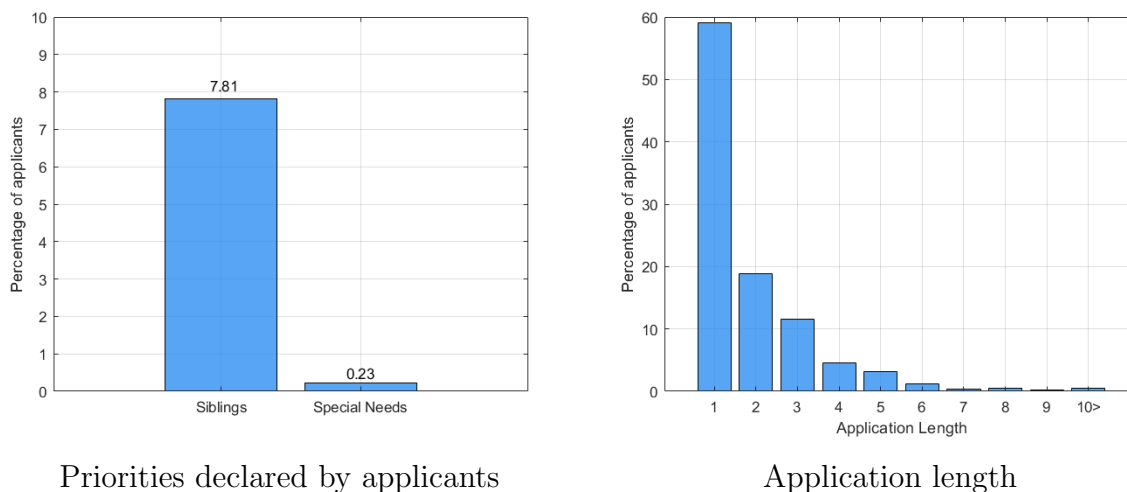 Percentage of applicants
10
9
8
7
6
5
4
3
2
1
0
7.81
0.23
Siblings Special Needs
Priorities declared by applicants
Percentage of applicants
60
50
40
30
20
10
0
1 2 3 4 5 6 7 8 9 10>
Application Length
Application length